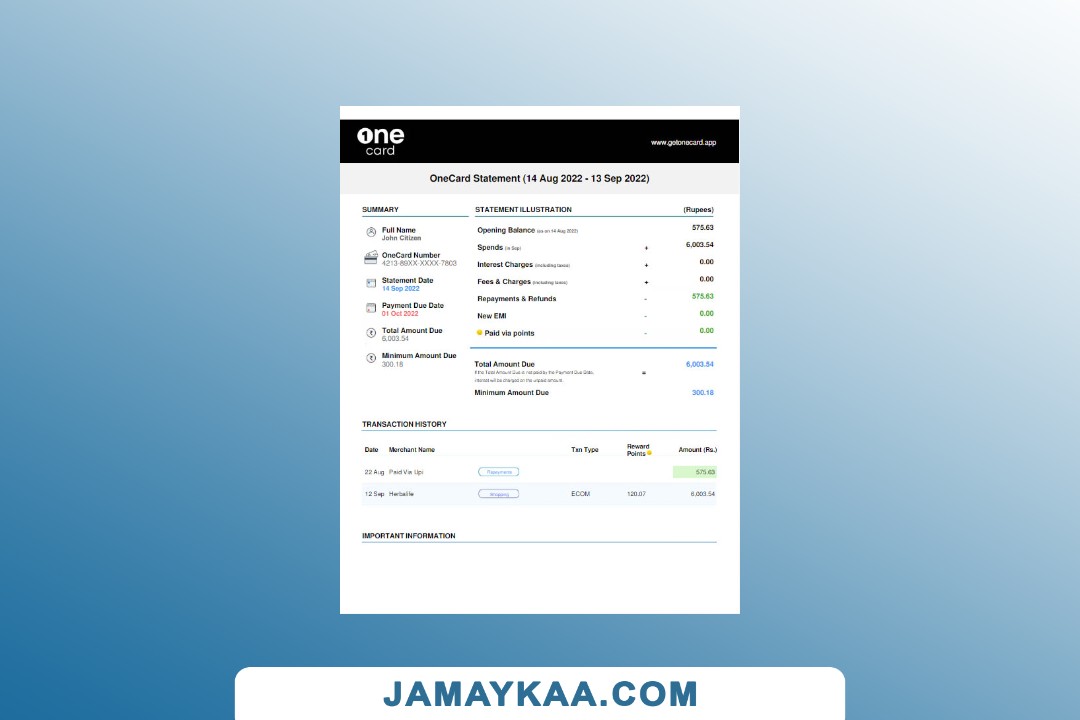 One
card
www.getonecard.app
OneCard Statement (14 Aug 2022 - 13 Sep 2022)
SUMMARY
Full Name
John Citizen
OneCard Number
4213-89XX-XXXX-7803
Statement Date
14 Sep 2022
Payment Due Date
01 Oct 2022
Total Amount Due
6,003.54
Minimum Amount Due
300.18
STATEMENT ILLUSTRATION (Rupees)
Opening Balance (as on 14 Aug 2022) 575.63
Spends (in Sep) + 6,003.54
Interest Charges (including taxes) + 0.00
Fees & Charges (including taxes) + 0.00
Repayments & Refunds - 575.63
New EMI - 0.00
Paid via points - 0.00
Total Amount Due = 6,003.54
If the Total Amount Due is not paid by the Payment Due Date,
interest will be charged on the unpaid amount.
Minimum Amount Due 300.18
TRANSACTION HISTORY
Date Merchant Name Txn Type Reward Points Amount (Rs.)
22 Aug Paid Via Upi Repayments 575.63
12 Sep Herbalife Shopping ECOM 120.07 6,003.54
IMPORTANT INFORMATION
JAMAYKAA.COM